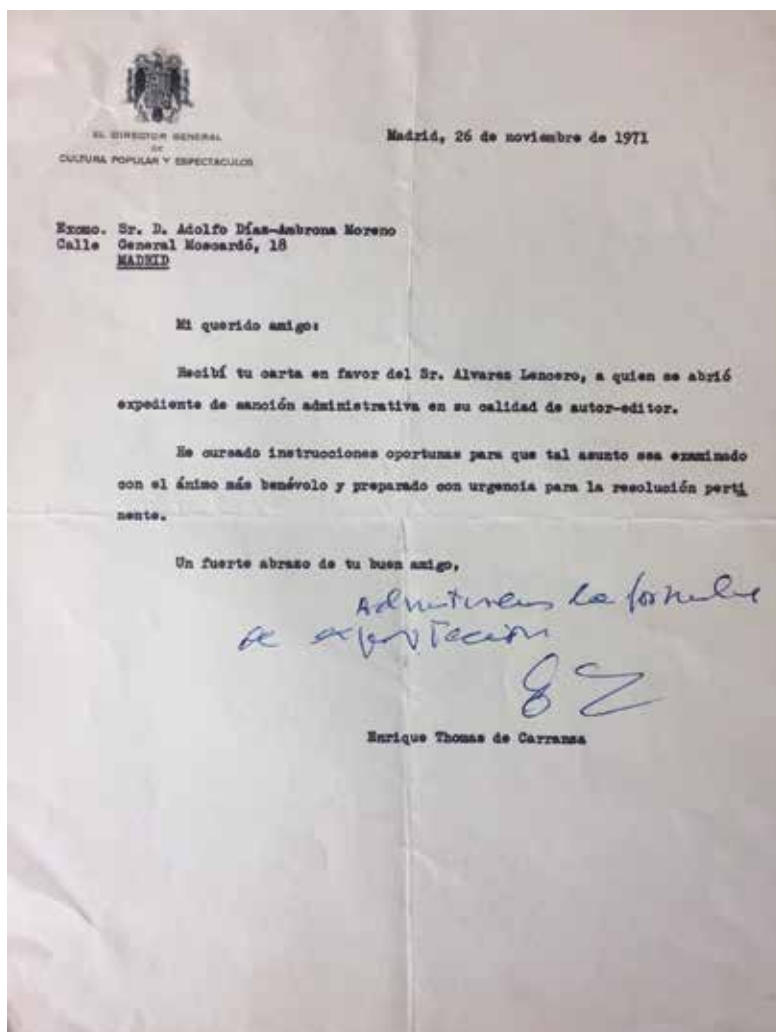 EL DIRECTOR GENERAL
DE
CULTURA POPULAR Y ESPECTACULOS
Madrid, 26 de noviembre de 1971
Excmo. Sr. D. Adolfo Díaz-Ambrona Moreno
Calle General Moscardó, 18
MADRID
Mi querido amigo:
Recibí tu carta en favor del Sr. Alvarez Lencero, a quien se abrió
expediente de sanción administrativa en su calidad de autor-editor.
He cursado instrucciones oportunas para que tal asunto sea examinado
con el ánimo más benévolo y preparado con urgencia para la resolución perti
nente.
Un fuerte abrazo de tu buen amigo,
la formula
de exportación
Enrique Thomas de Carranza